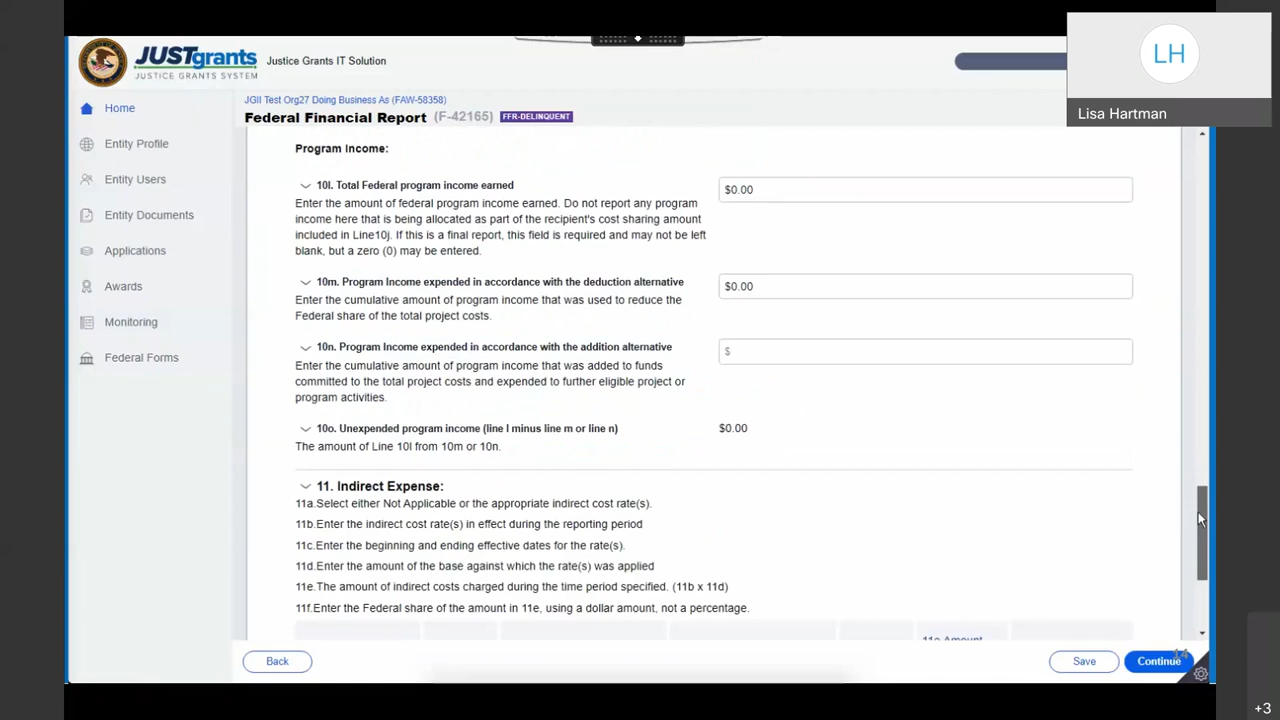 LH
Lisa Hartman
JUSTgrants
JUSTICE GRANTS SYSTEM
Justice Grants IT Solution
Home
Entity Profile
Entity Users
Entity Documents
Applications
Awards
Monitoring
Federal Forms
JGII Test Org27 Doing Business As (FAW-58358)
Federal Financial Report (F-42165) FFR-DELINQUENT
Program Income:
10l. Total Federal program income earned
$0.00
Enter the amount of federal program income earned. Do not report any program
income here that is being allocated as part of the recipient's cost sharing amount
included in Line10j. If this is a final report, this field is required and may not be left
blank, but a zero (0) may be entered.
10m. Program Income expended in accordance with the deduction alternative
$0.00
Enter the cumulative amount of program income that was used to reduce the
Federal share of the total project costs.
10n. Program Income expended in accordance with the addition alternative
$
Enter the cumulative amount of program income that was added to funds
committed to the total project costs and expended to further eligible project or
program activities.
10o. Unexpended program income (line l minus line m or line n)
$0.00
The amount of Line 10l from 10m or 10n.
11. Indirect Expense:
11a.Select either Not Applicable or the appropriate indirect cost rate(s).
11b.Enter the indirect cost rate(s) in effect during the reporting period
11c.Enter the beginning and ending effective dates for the rate(s).
11d.Enter the amount of the base against which the rate(s) was applied
11e.The amount of indirect costs charged during the time period specified. (11b x 11d)
11f.Enter the Federal share of the amount in 11e, using a dollar amount, not a percentage.
11e Amount
Back
Save
Continue
14
+3